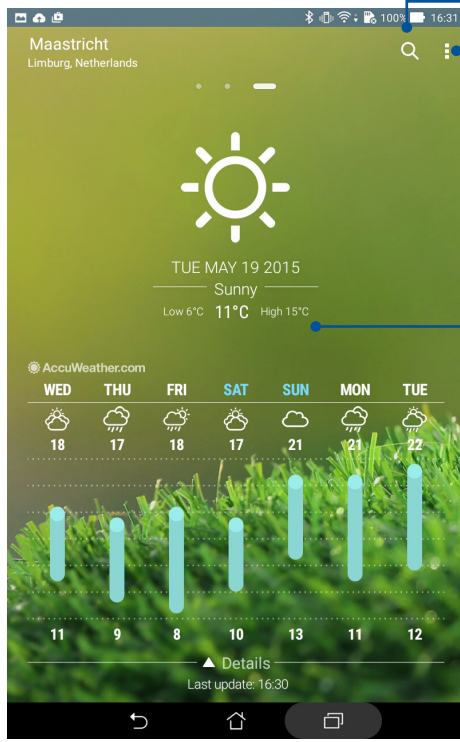 100% 16:31
Maastricht
Limburg, Netherlands
TUE MAY 19 2015
Sunny
Low 6°C 11°C High 15°C
AccuWeather.com
WED THU FRI SAT SUN MON TUE
18 17 18 17 21 21 22
11 9 8 10 13 11 12
Details
Last update: 16:30